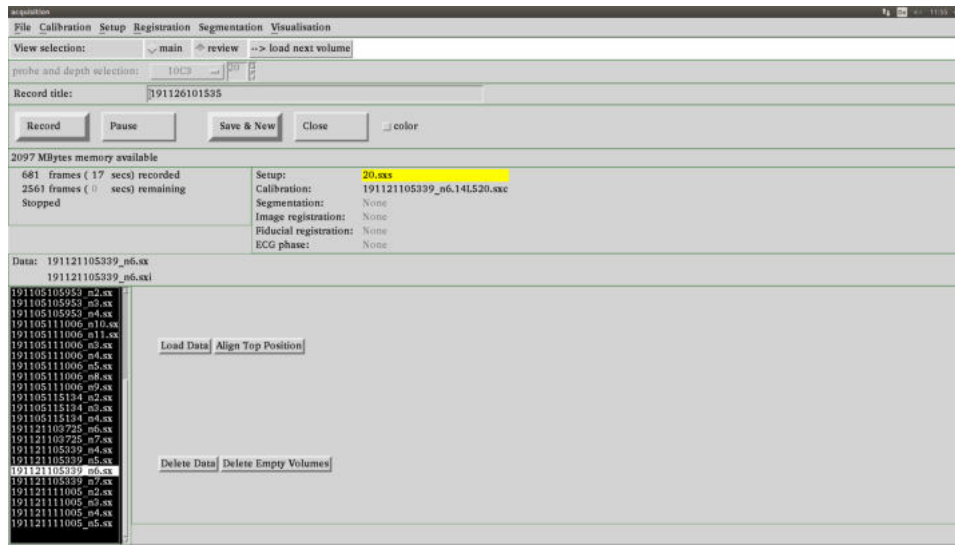 acquisition
De
11:35
File Calibration Setup Registration Segmentation Visualisation
View selection: main review --> load next volume
probe and depth selection: 10C3 20
Record title: 191126101535
Record Pause Save & New Close color
2097 MBytes memory available
681 frames ( 17 secs) recorded
2561 frames ( 0 secs) remaining
Stopped
Setup: 20.sxs
Calibration: 191121105339_n6.14L520.sxc
Segmentation: None
Image registration: None
Fiducial registration: None
ECG phase: None
Data: 191121105339_n6.sx
191121105339_n6.sxi
191105105953_n2.sx
191105105953_n3.sx
191105105953_n4.sx
191105111006_n10.sx
191105111006_n11.sx
191105111006_n3.sx
191105111006_n4.sx
191105111006_n5.sx
191105111006_n8.sx
191105111006_n9.sx
191105115134_n2.sx
191105115134_n3.sx
191105115134_n4.sx
191121103725_n6.sx
191121103725_n7.sx
191121105339_n4.sx
191121105339_n5.sx
191121105339_n6.sx
191121105339_n7.sx
191121111005_n2.sx
191121111005_n3.sx
191121111005_n4.sx
191121111005_n5.sx
Load Data Align Top Position
Delete Data Delete Empty Volumes